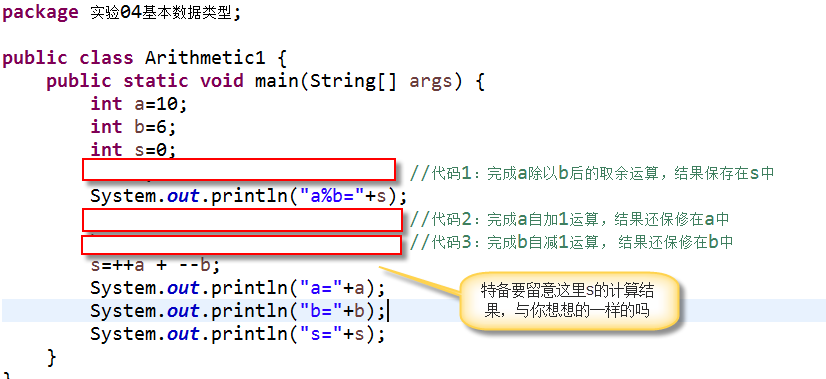 package 实验04基本数据类型;
public class Arithmetic1 {
public static void main(String[] args) {
int a=10;
int b=6;
int s=0;
//代码1：完成a除以b后的取余运算，结果保存在s中
System.out.println("a%b="+s);
//代码2：完成a自加1运算，结果还保修在a中
//代码3：完成b自减1运算， 结果还保修在b中
s=++a + --b;
System.out.println("a="+a);
System.out.println("b="+b);
System.out.println("s="+s);
}
特备要留意这里s的计算结
果，与你想想的一样的吗